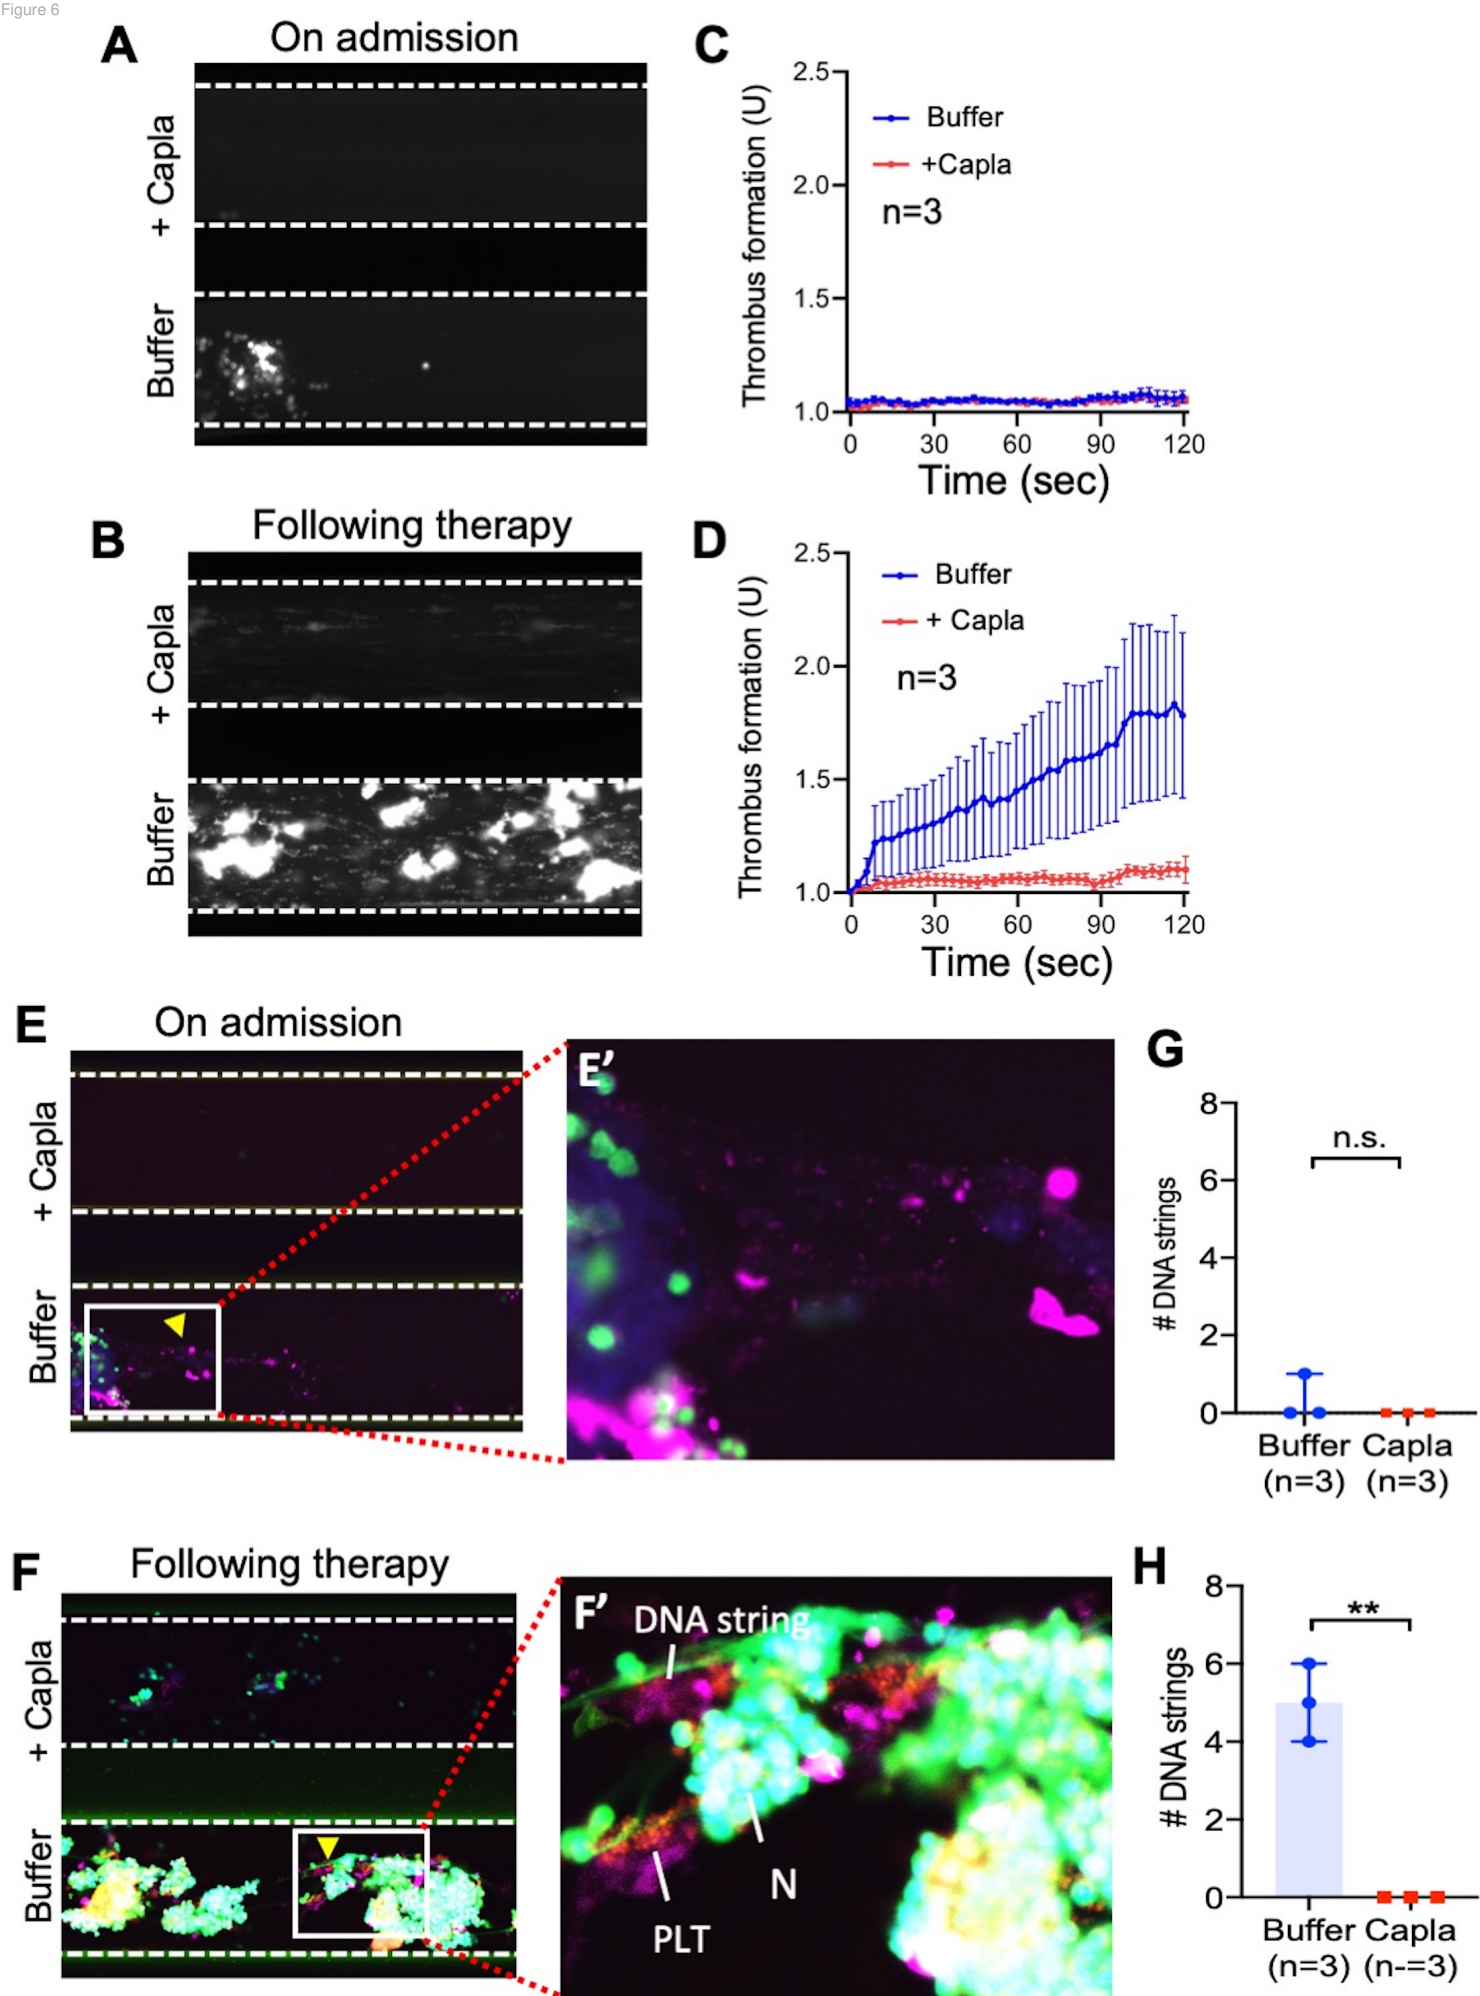 Figure 6
A
On admission
+ Capla
Buffer
C
Thrombus formation (U)
2.5
2.0
1.5
1.0
Buffer
+Capla
n=3
0 30 60 90 120
Time (sec)
B
Following therapy
+ Capla
Buffer
D
Thrombus formation (U)
2.5
2.0
1.5
1.0
Buffer
+ Capla
n=3
0 30 60 90 120
Time (sec)
E
On admission
+ Capla
Buffer
E’
G
# DNA strings
8
6
4
2
0
n.s.
Buffer Capla
(n=3) (n=3)
F
Following therapy
+ Capla
Buffer
F’
DNA string
N
PLT
H
# DNA strings
8
6
4
2
0
**
Buffer Capla
(n=3) (n-=3)